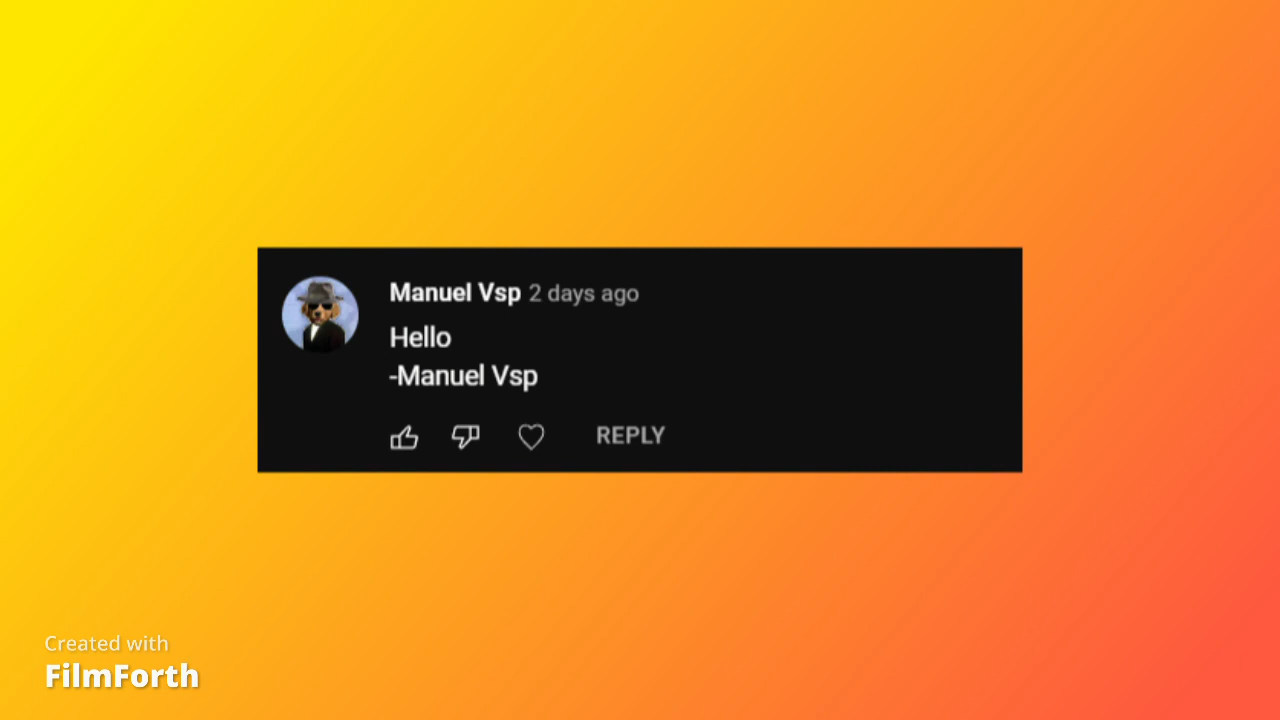 Manuel Vsp 2 days ago
Hello
-Manuel Vsp
REPLY
Created with
FilmForth